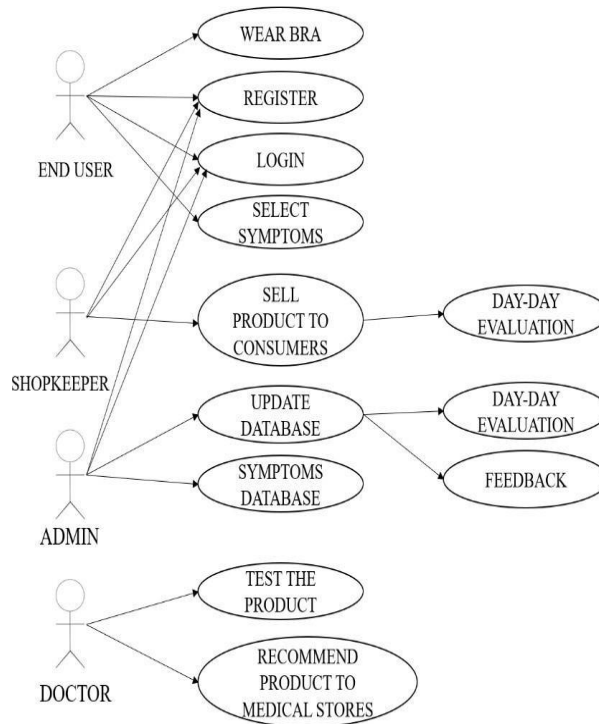 WEAR BRA
REGISTER
END USER
LOGIN
SELECT
SYMPTOMS
SELL
PRODUCT TO
CONSUMERS
DAY-DAY
EVALUATION
SHOPKEEPER
UPDATE
DATABASE
DAY-DAY
EVALUATION
SYMPTOMS
DATABASE
FEEDBACK
ADMIN
TEST THE
PRODUCT
RECOMMEND
PRODUCT TO
MEDICAL STORES
DOCTOR